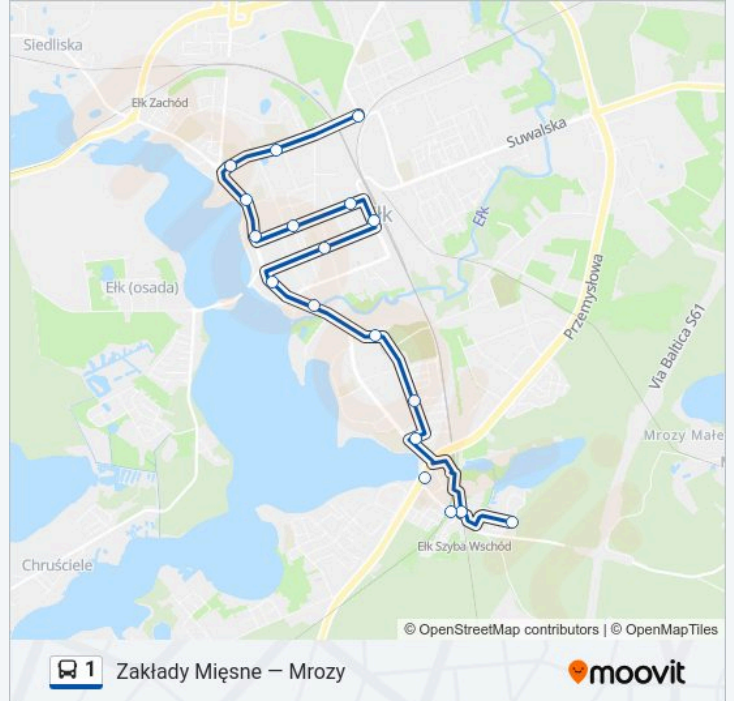 Siedliska
Ełk Zachód
Suwalska
Ełk
Ełk
Ełk (osada)
Przemysłowa
Via Baltica S61
Mrozy Małe
Ełk Szyba Wschód
Chruściele
© OpenStreetMap contributors | © OpenMapTiles
1 Zakłady Mięsne — Mrozy
moovit